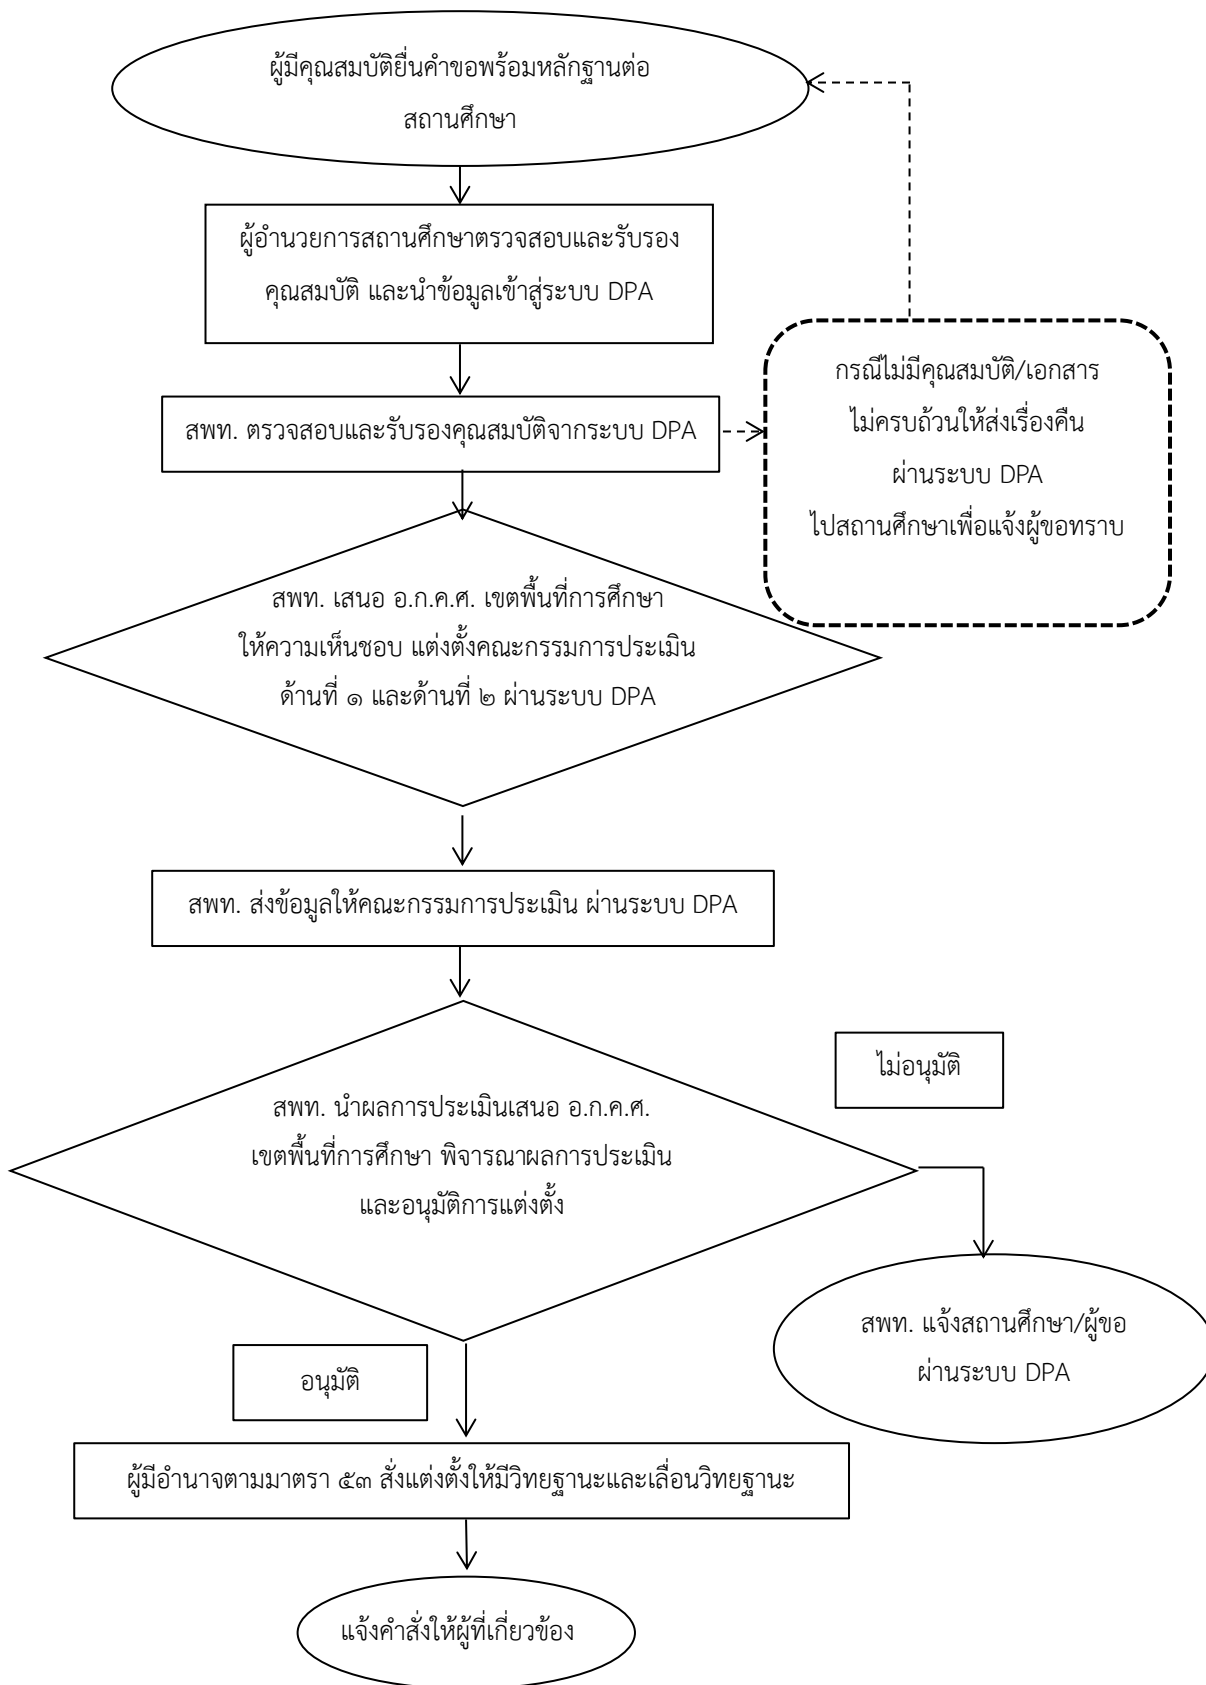 ผู้มีคุณสมบัติยื่นคำขอพร้อมหลักฐานต่อ
สถานศึกษา
ผู้อำนวยการสถานศึกษาตรวจสอบและรับรอง
คุณสมบัติ และนำข้อมูลเข้าสู่ระบบ DPA
สพท. ตรวจสอบและรับรองคุณสมบัติจากระบบ DPA
กรณีไม่มีคุณสมบัติ/เอกสาร
ไม่ครบถ้วนให้ส่งเรื่องคืน
ผ่านระบบ DPA
ไปสถานศึกษาเพื่อแจ้งผู้ขอทราบ
สพท. เสนอ อ.ก.ค.ศ. เขตพื้นที่การศึกษา
ให้ความเห็นชอบ แต่งตั้งคณะกรรมการประเมิน
ด้านที่ ๑ และด้านที่ ๒ ผ่านระบบ DPA
สพท. ส่งข้อมูลให้คณะกรรมการประเมิน ผ่านระบบ DPA
ไม่อนุมัติ
สพท. นำผลการประเมินเสนอ อ.ก.ค.ศ.
เขตพื้นที่การศึกษา พิจารณาผลการประเมิน
และอนุมัติการแต่งตั้ง
สพท. แจ้งสถานศึกษา/ผู้ขอ
ผ่านระบบ DPA
อนุมัติ
ผู้มีอำนาจตามมาตรา ๕๓ สั่งแต่งตั้งให้มีวิทยฐานะและเลื่อนวิทยฐานะ
แจ้งคำสั่งให้ผู้ที่เกี่ยวข้อง